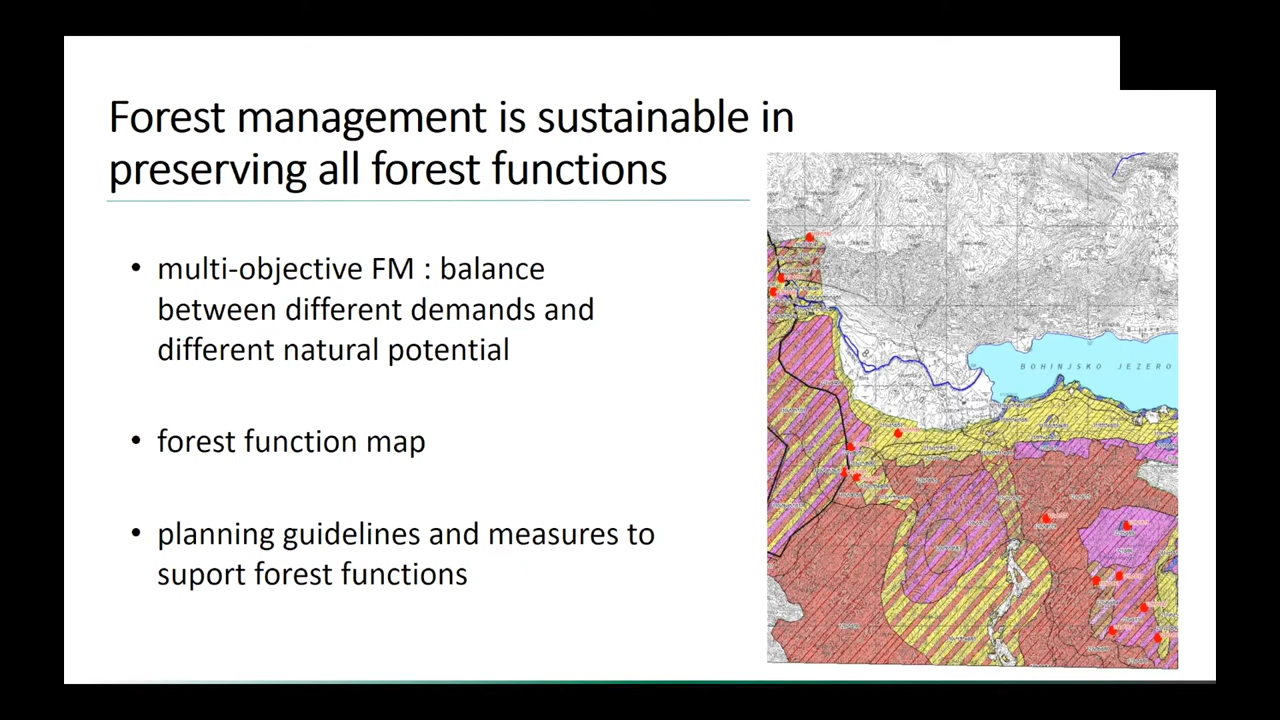 Forest management is sustainable in
preserving all forest functions
• multi-objective FM : balance
between different demands and
different natural potential
• forest function map
• planning guidelines and measures to
suport forest functions
BOHINJSKO JEZERO